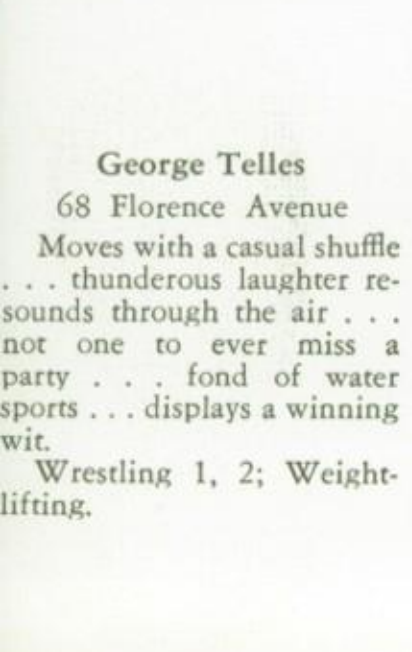 George Telles
68 Florence Avenue
Moves with a casual shuffle
. . . thunderous laughter re-
sounds through the air . . .
not one to ever miss a
party . . . fond of water
sports . . . displays a winning
wit.
Wrestling 1, 2; Weight-
lifting.